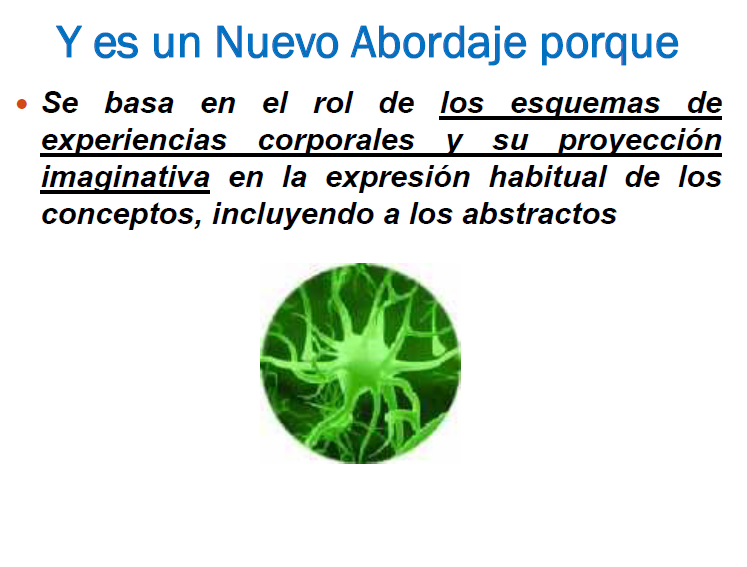 Y es un Nuevo Abordaje porque
• Se basa en el rol de los esquemas de
experiencias corporales y su proyección
imaginativa en la expresión habitual de los
conceptos, incluyendo a los abstractos